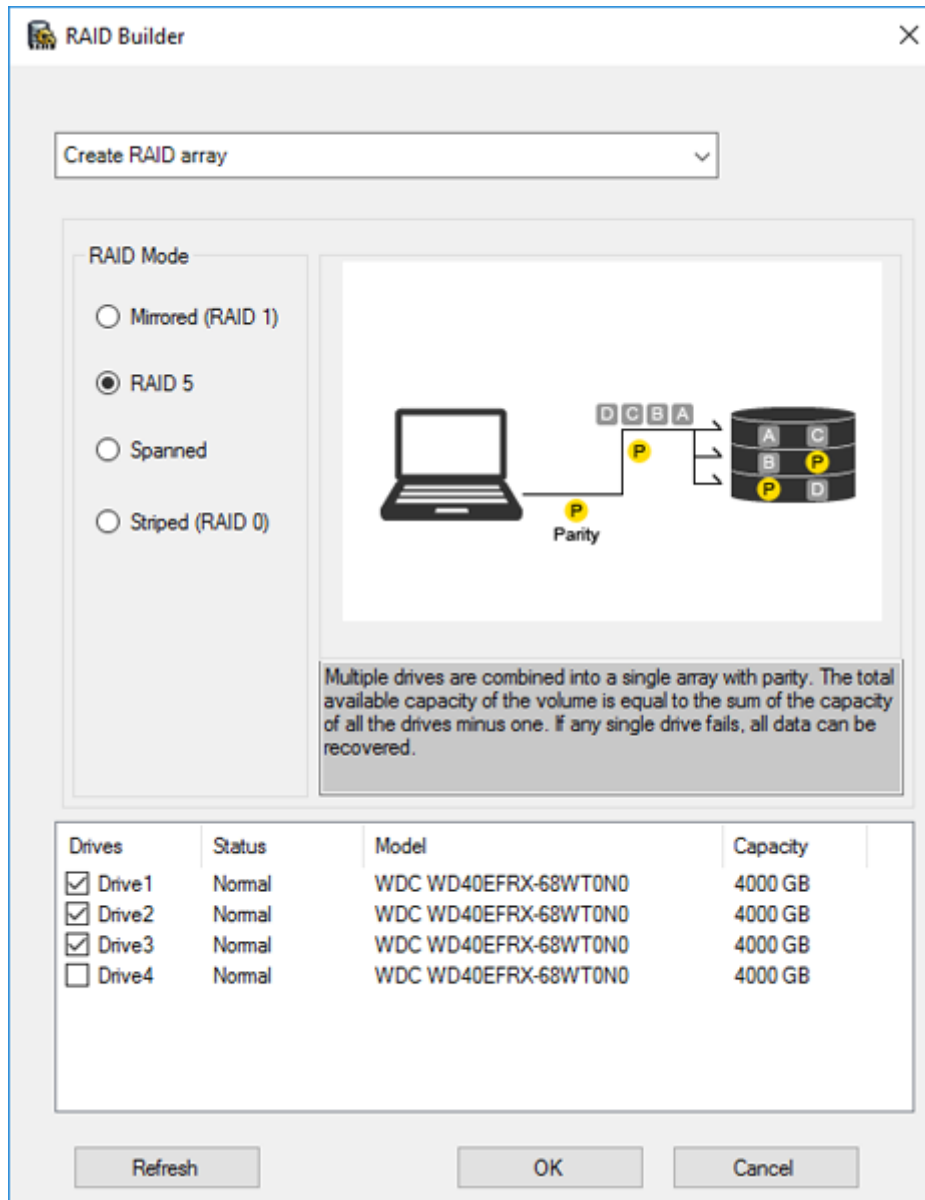 RAID Builder
Create RAID array
RAID Mode
Mirrored (RAID 1)
RAID 5
Spanned
Striped (RAID 0)
D C B A
P
P
Parity
A C
B P
P D
Multiple drives are combined into a single array with parity. The total
available capacity of the volume is equal to the sum of the capacity
of all the drives minus one. If any single drive fails, all data can be
recovered.
Drives Status Model Capacity
Drive1 Normal WDC WD40EFRX-68WT0N0 4000 GB
Drive2 Normal WDC WD40EFRX-68WT0N0 4000 GB
Drive3 Normal WDC WD40EFRX-68WT0N0 4000 GB
Drive4 Normal WDC WD40EFRX-68WT0N0 4000 GB
Refresh OK Cancel